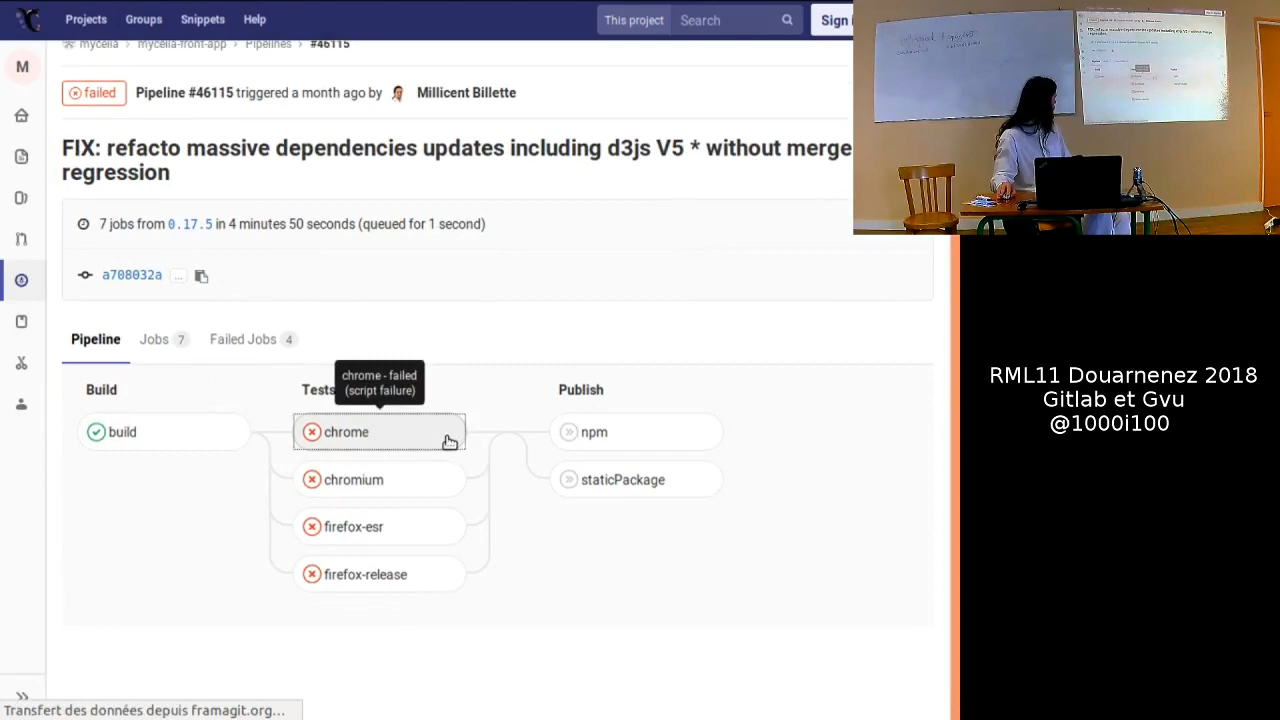 Projects Groups Snippets Help This project Search Sign i
mycelia mycelia-front-app > Pipelines > #46115
M
failed Pipeline #46115 triggered a month ago by Millicent Billette
FIX: refacto massive dependencies updates including d3js V5 * without merge
regression
7 jobs from 0.17.5 in 4 minutes 50 seconds (queued for 1 second)
a708032a ...
Pipeline Jobs 7 Failed Jobs 4
chrome - failed
(script failure)
Build Tests Publish
build chrome npm
chromium staticPackage
firefox-esr
firefox-release
Transfert des données depuis framagit.org...
RML11 Douarnenez 2018
Gitlab et Gvu
@1000i100